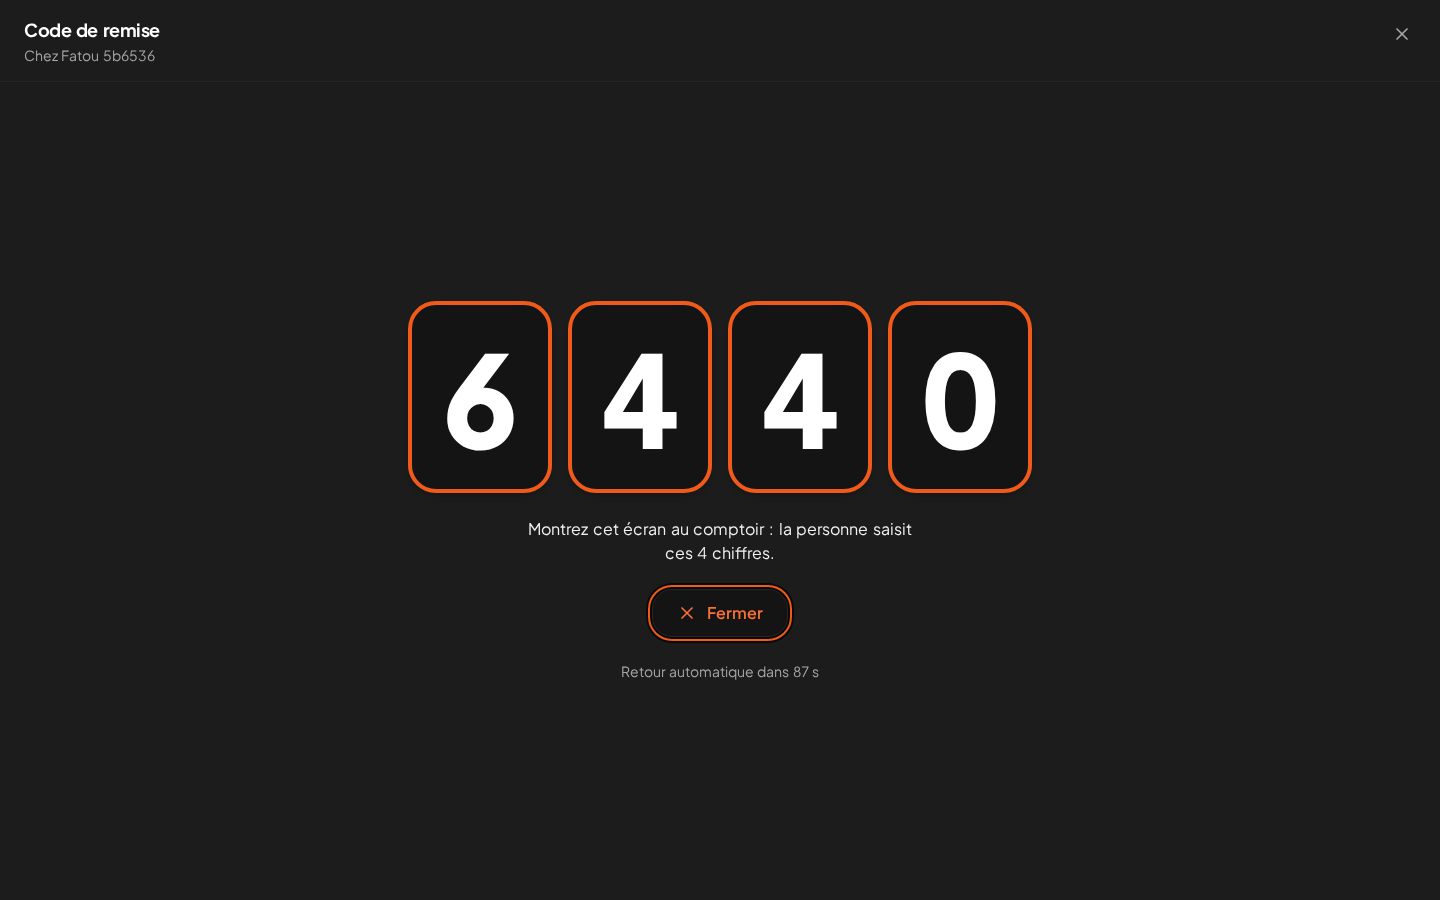 Code de remise
Chez Fatou 5b6536
6 4 4 0
Montrez cet écran au comptoir : la personne saisit
ces 4 chiffres.
Fermer
Retour automatique dans 87 s